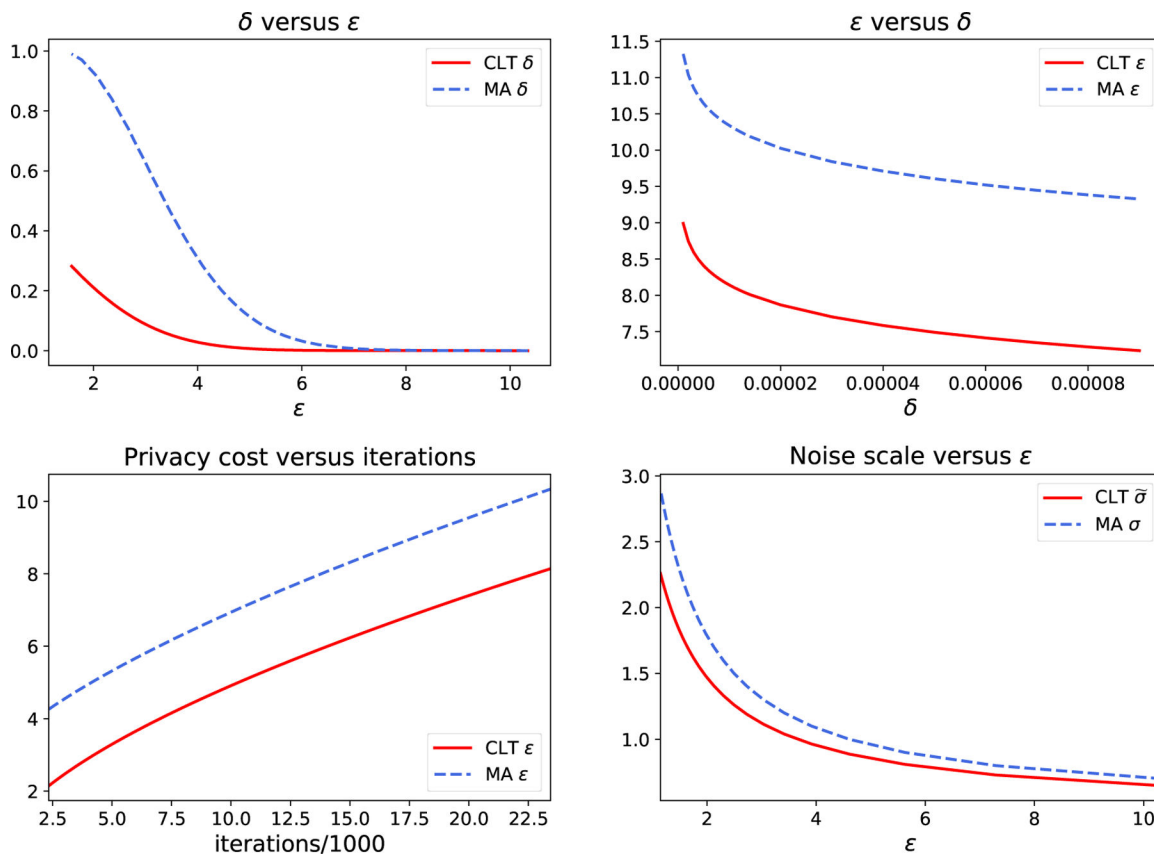 δ versus ε
1.0
0.8
0.6
0.4
0.2
0.0
CLT δ
MA δ
2 4 6 8 10
ε
ε versus δ
11.5
11.0
10.5
10.0
9.5
9.0
8.5
8.0
7.5
CLT ε
MA ε
0.00000 0.00002 0.00004 0.00006 0.00008
δ
Privacy cost versus iterations
10
8
6
4
2
CLT ε
MA ε
2.5 5.0 7.5 10.0 12.5 15.0 17.5 20.0 22.5
iterations/1000
Noise scale versus ε
3.0
2.5
2.0
1.5
1.0
CLT σ̃
MA σ
2 4 6 8 10
ε